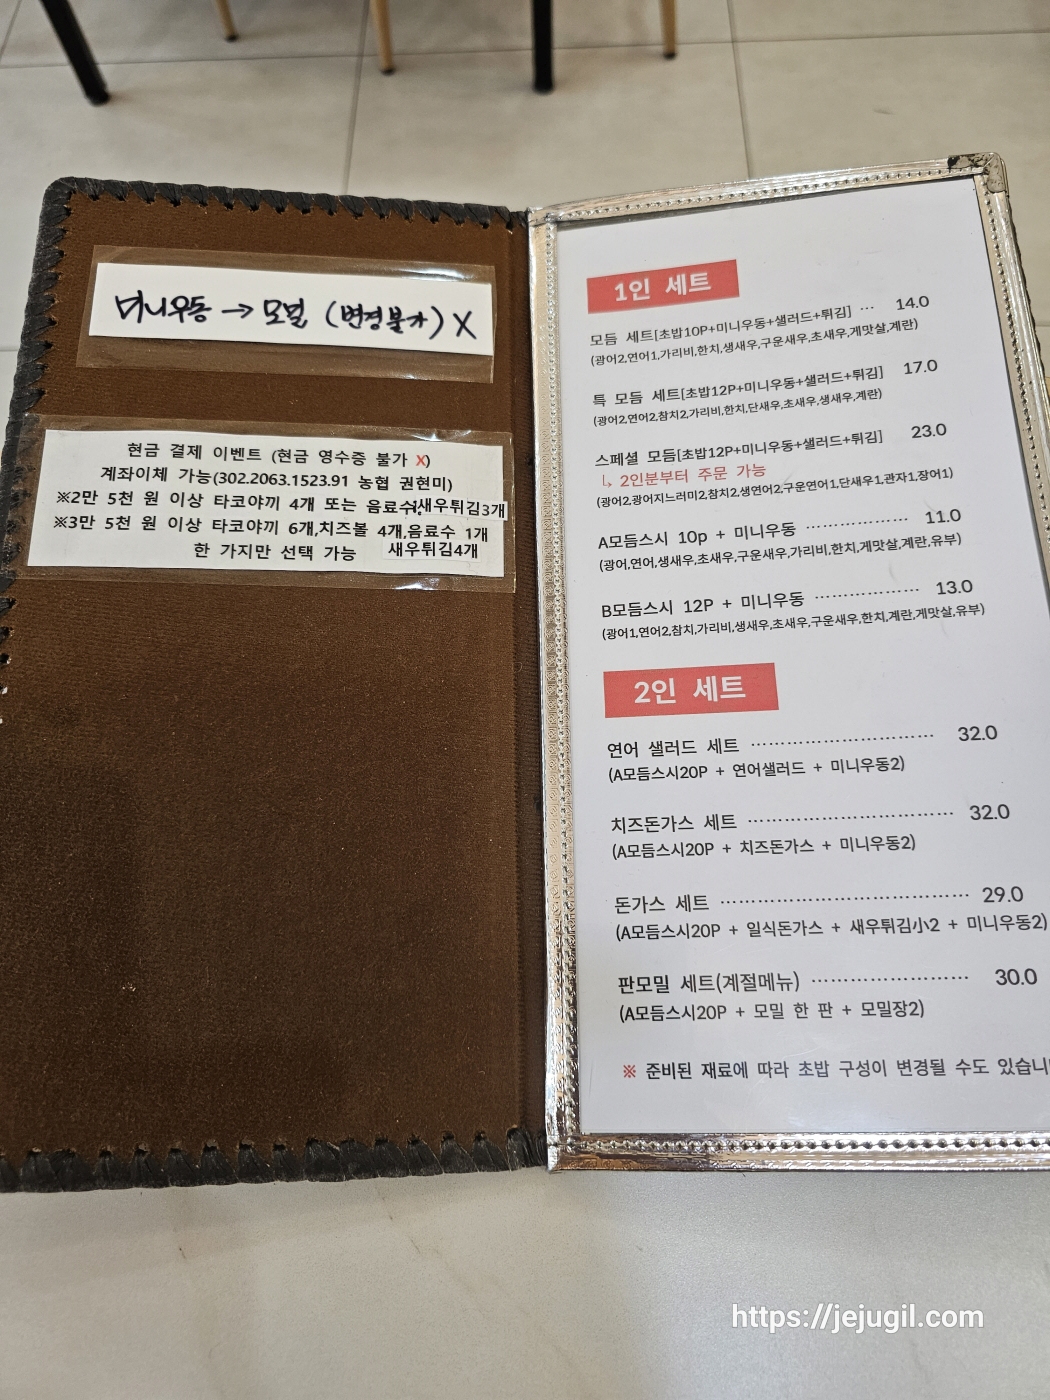 미니우동 → 모밀 (변경불가) X
현금 결제 이벤트 (현금 영수증 불가 X)
계좌이체 가능(302.2063.1523.91 농협 권현미)
※2만 5천 원 이상 타코야끼 4개 또는 음료수,새우튀김3개
※3만 5천 원 이상 타코야끼 6개,치즈볼 4개,음료수 1개
한 가지만 선택 가능 새우튀김4개
1인 세트
모듬 세트[초밥10P+미니우동+샐러드+튀김] ··· 14.0
(광어2,연어1,가리비,한치,생새우,구운새우,초새우,게맛살,계란)
특 모듬 세트[초밥12P+미니우동+샐러드+튀김] 17.0
(광어2,연어2,참치2,가리비,한치,단새우,초새우,생새우,계란)
스페셜 모듬[초밥12P+미니우동+샐러드+튀김] 23.0
↳ 2인분부터 주문 가능
(광어2,광어지느러미2,참치2,생연어2,구운연어1,단새우1,관자1,장어1)
A모듬스시 10p + 미니우동 ················ 11.0
(광어,연어,생새우,초새우,구운새우,가리비,한치,게맛살,계란,유부)
B모듬스시 12P + 미니우동 ················ 13.0
(광어1,연어2,참치,가리비,생새우,초새우,구운새우,한치,계란,게맛살,유부)
2인 세트
연어 샐러드 세트 ···························· 32.0
(A모듬스시20P + 연어샐러드 + 미니우동2)
치즈돈가스 세트 ······························ 32.0
(A모듬스시20P + 치즈돈가스 + 미니우동2)
돈가스 세트 ···································· 29.0
(A모듬스시20P + 일식돈가스 + 새우튀김小2 + 미니우동2)
판모밀 세트(계절메뉴) ······················ 30.0
(A모듬스시20P + 모밀 한 판 + 모밀장2)
※ 준비된 재료에 따라 초밥 구성이 변경될 수도
https://jejugil.com